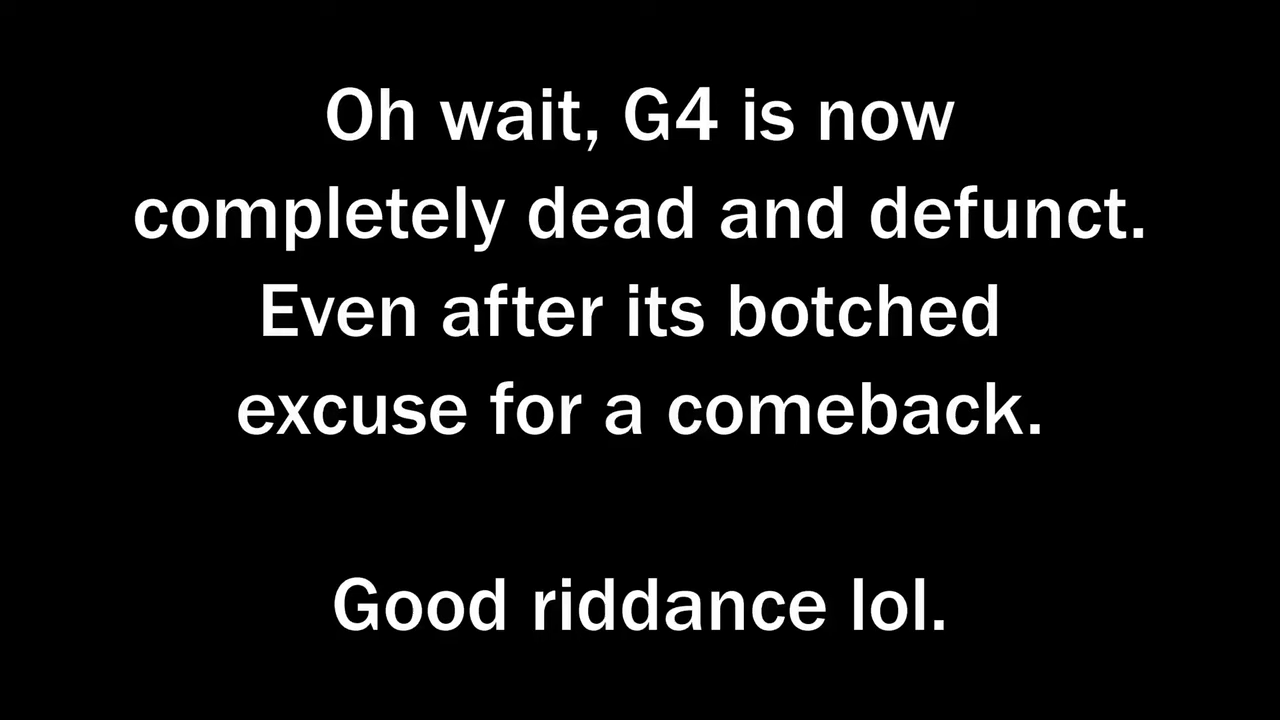 Oh wait, G4 is now
completely dead and defunct.
Even after its botched
excuse for a comeback.
Good riddance lol.